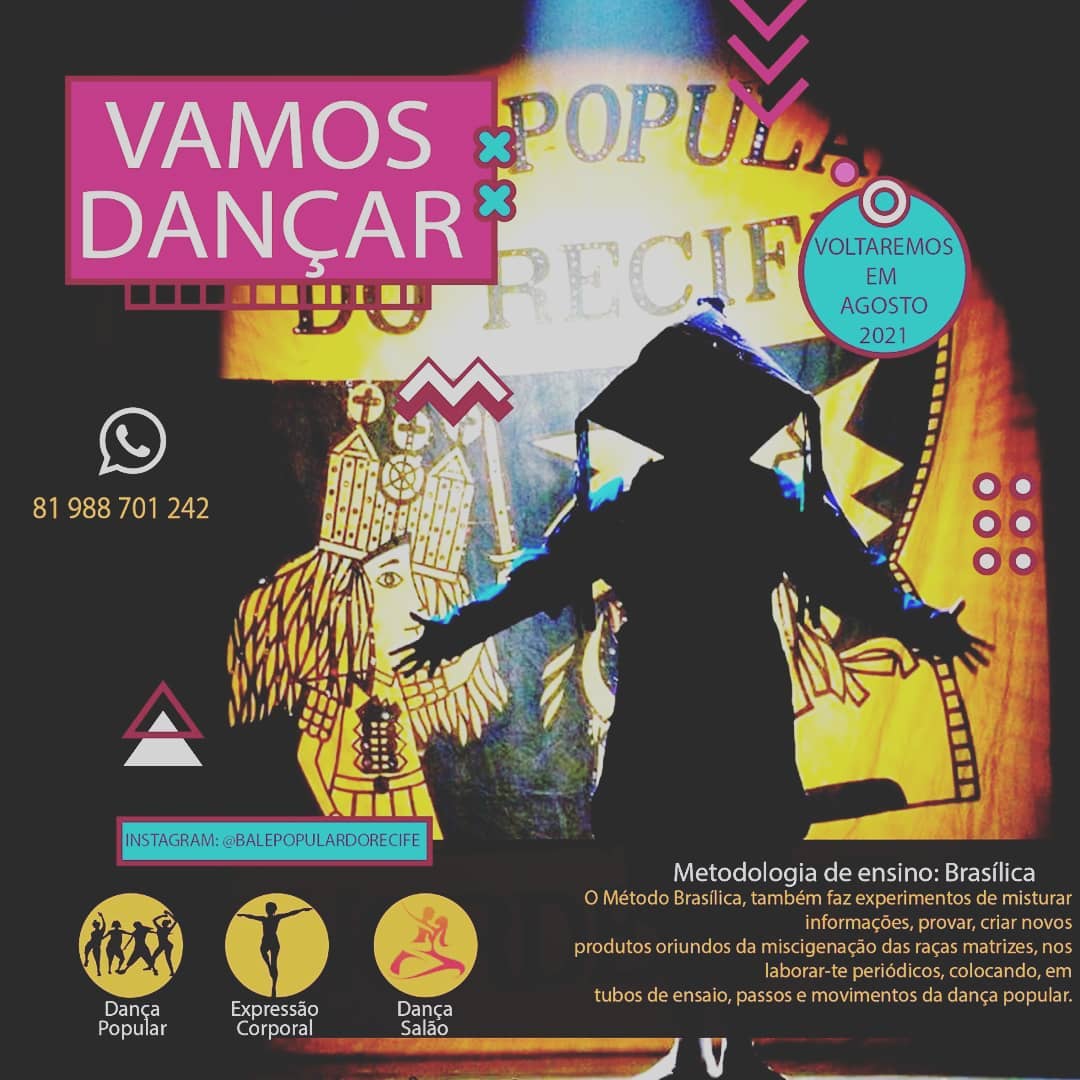 VAMOS
DANÇAR
POPULA
DO RECIF
VOLTAREMOS
EM
AGOSTO
2021
81 988 701 242
INSTAGRAM: @BALEPOPULARDORECIFE
Dança
Popular
Expressão
Corporal
Dança
Salão
Metodologia de ensino: Brasílica
O Método Brasílica, também faz experimentos de misturar
informações, provar, criar novos
produtos oriundos da miscigenação das raças matrizes, nos
laborar-te periódicos, colocando, em
tubos de ensaio, passos e movimentos da dança popular.